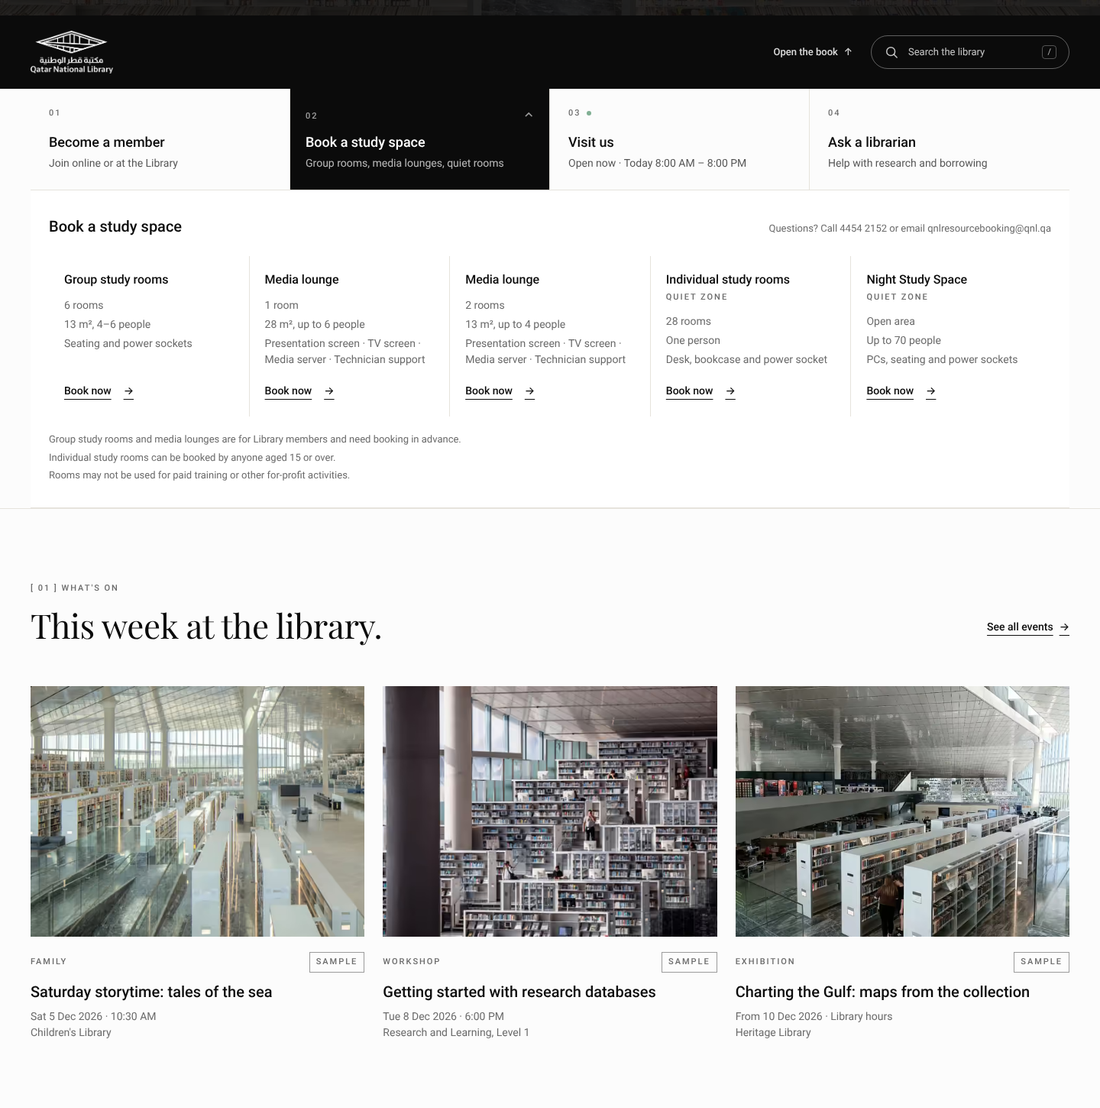 مكتبة قطر الوطنية
Qatar National Library
Open the book ↑
Search the library
/
01
Become a member
Join online or at the Library
02
Book a study space
Group rooms, media lounges, quiet rooms
03
Visit us
Open now · Today 8:00 AM – 8:00 PM
04
Ask a librarian
Help with research and borrowing
Book a study space
Questions? Call 4454 2152 or email qnlresourcebooking@qnl.qa
Group study rooms
6 rooms
13 m², 4–6 people
Seating and power sockets
Book now →
Media lounge
1 room
28 m², up to 6 people
Presentation screen · TV screen ·
Media server · Technician support
Book now →
Media lounge
2 rooms
13 m², up to 4 people
Presentation screen · TV screen ·
Media server · Technician support
Book now →
Individual study rooms
QUIET ZONE
28 rooms
One person
Desk, bookcase and power socket
Book now →
Night Study Space
QUIET ZONE
Open area
Up to 70 people
PCs, seating and power sockets
Book now →
Group study rooms and media lounges are for Library members and need booking in advance.
Individual study rooms can be booked by anyone aged 15 or over.
Rooms may not be used for paid training or other for-profit activities.
[ 01 ] WHAT'S ON
This week at the library.
See all events →
FAMILY
SAMPLE
Saturday storytime: tales of the sea
Sat 5 Dec 2026 · 10:30 AM
Children's Library
WORKSHOP
SAMPLE
Getting started with research databases
Tue 8 Dec 2026 · 6:00 PM
Research and Learning, Level 1
EXHIBITION
SAMPLE
Charting the Gulf: maps from the collection
From 10 Dec 2026 · Library hours
Heritage Library